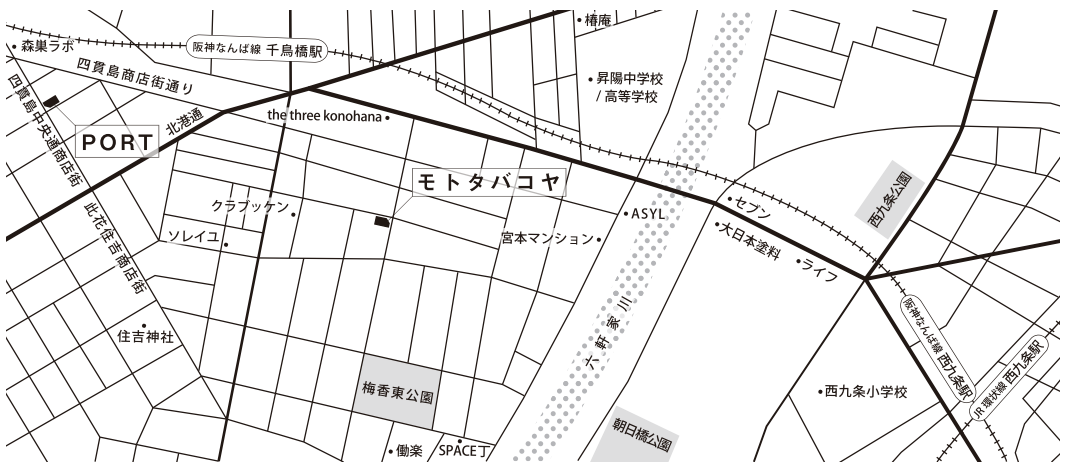 森巣ラボ
阪神なんば線 千鳥橋駅
椿庵
四貫島商店街通り
昇陽中学校
/ 高等学校
四貫島中央通商店街
北港通
the three konohana
PORT
モトタバコヤ
西九条公園
クラブッケン
此花住吉商店街
セブン
ASYL
ソレイユ
宮本マンション
大日本塗料
ライフ
六軒家川
住吉神社
阪神なんば線 西九条駅
JR 環状線 西九条駅
梅香東公園
西九条小学校
朝日橋公園
働楽
SPACE丁